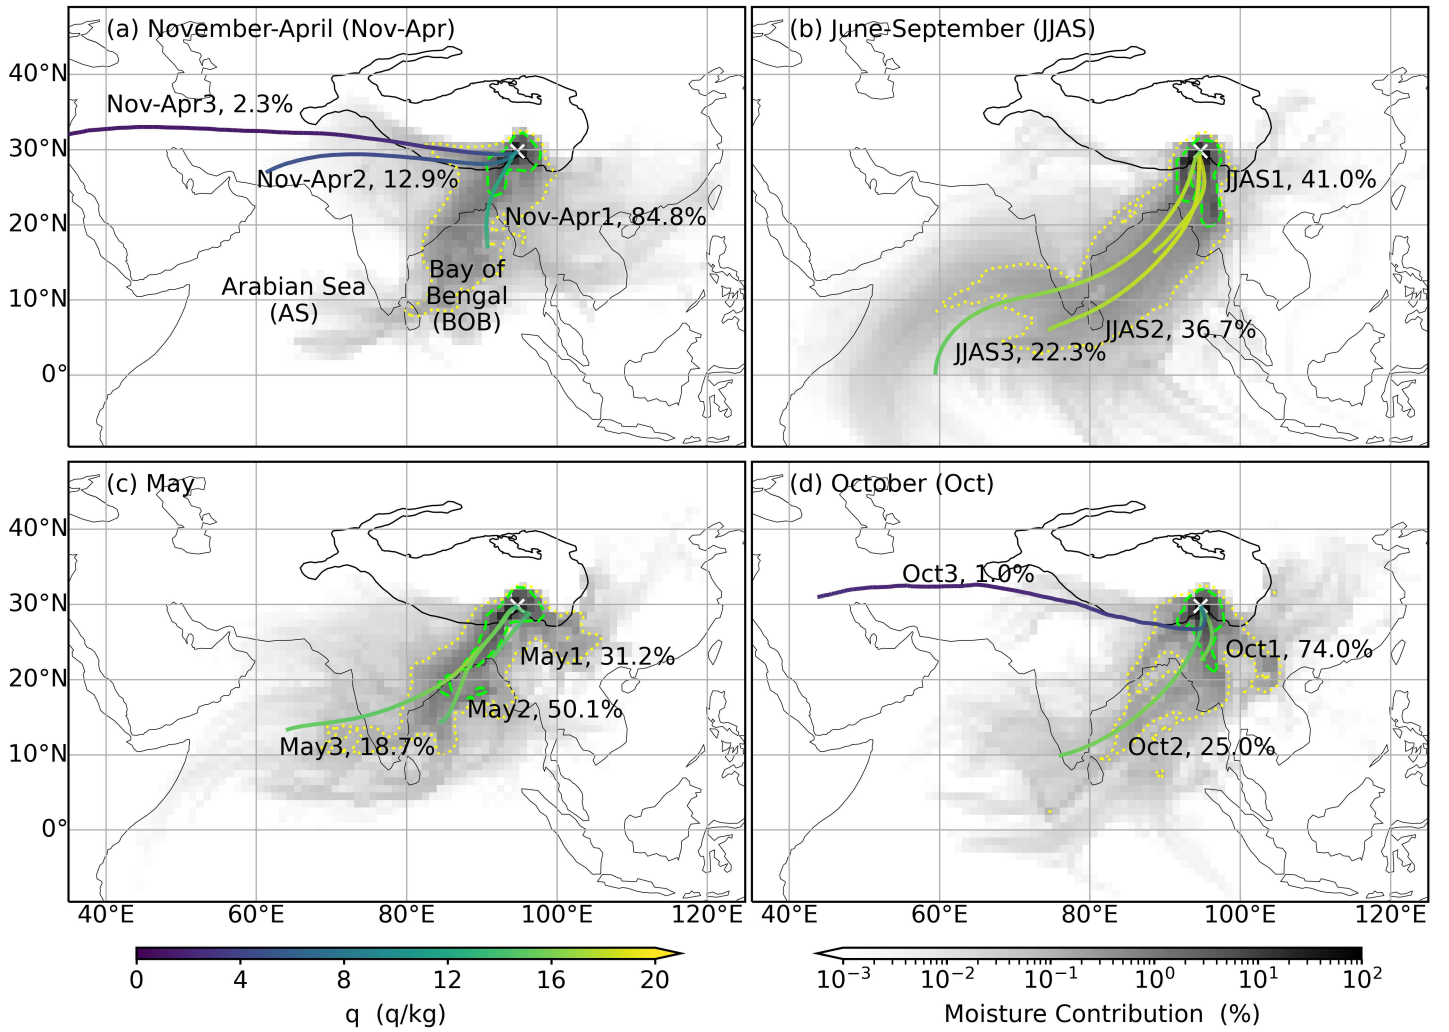 (a) November-April (Nov-Apr)
40°N
30°N
20°N
10°N
0°
Nov-Apr3, 2.3%
Nov-Apr2, 12.9%
Nov-Apr1, 84.8%
Arabian Sea
(AS)
Bay of
Bengal
(BOB)
(b) June-September (JJAS)
JJAS1, 41.0%
JJAS2, 36.7%
JJAS3, 22.3%
(c) May
40°N
30°N
20°N
10°N
0°
May1, 31.2%
May2, 50.1%
May3, 18.7%
40°E 60°E 80°E 100°E 120°E
(d) October (Oct)
Oct3, 1.0%
Oct1, 74.0%
Oct2, 25.0%
40°E 60°E 80°E 100°E 120°E
0 4 8 12 16 20
q (q/kg)
10⁻³ 10⁻² 10⁻¹ 10⁰ 10¹ 10²
Moisture Contribution (%)